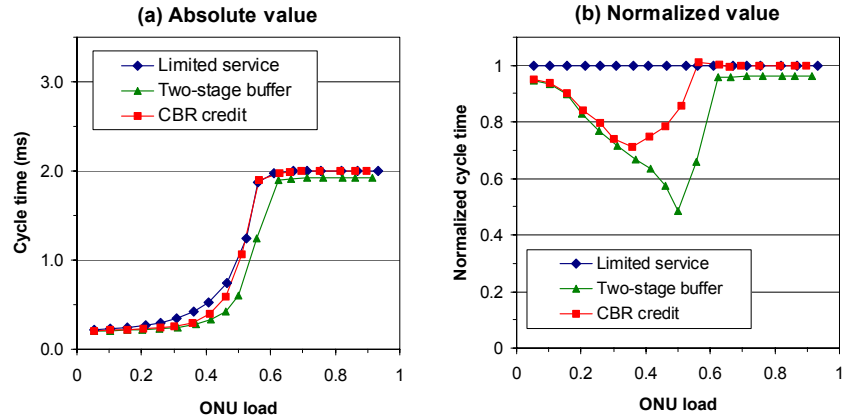 (a) Absolute value
3.0
2.0
1.0
0.0
Cycle time (ms)
Limited service
Two-stage buffer
CBR credit
0
0.2
0.4
0.6
0.8
1
ONU load
(b) Normalized value
1
0.8
0.6
0.4
0.2
0
Normalized cycle time
Limited service
Two-stage buffer
CBR credit
0
0.2
0.4
0.6
0.8
1
ONU load